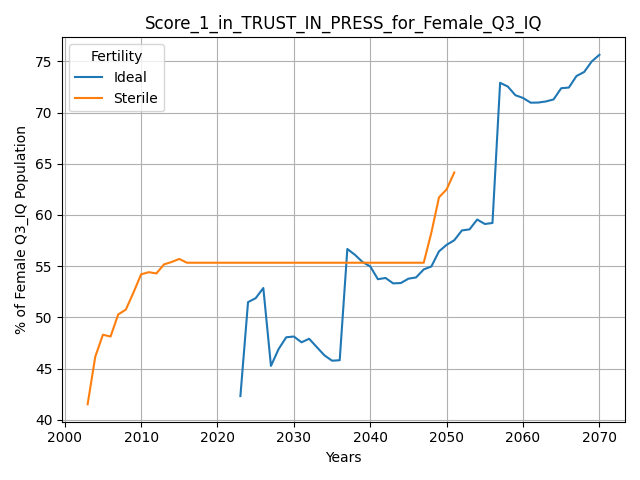 Score_1_in_TRUST_IN_PRESS_for_Female_Q3_IQ
Fertility
Ideal
Sterile
% of Female Q3_IQ Population
75
70
65
60
55
50
45
40
2000
2010
2020
2030
2040
2050
2060
2070
Years